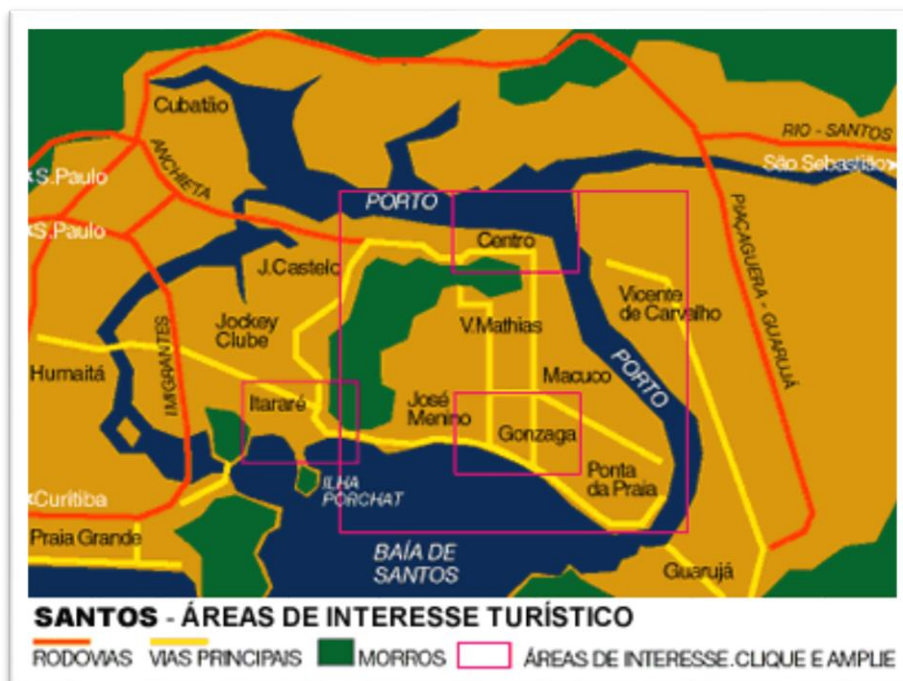 Cubatão
RIO - SANTOS
São Sebastião
ANCHIETA
S.Paulo
PORTO
PIAÇAGUERA - GUARUJÁ
S.Paulo
Centro
J.Castelo
Vicente
de Carvalho
Jockey
Clube
V.Mathias
IMIGRANTES
PORTO
Humaitá
Macuco
Itararé
José
Menino
Gonzaga
Ponta
da Praia
ILHA
PORCHAT
Curitiba
Praia Grande
BAÍA DE
SANTOS
Guarujá
SANTOS - ÁREAS DE INTERESSE TURÍSTICO
RODOVIAS VIAS PRINCIPAIS MORROS ÁREAS DE INTERESSE.CLIQUE E AMPLIE